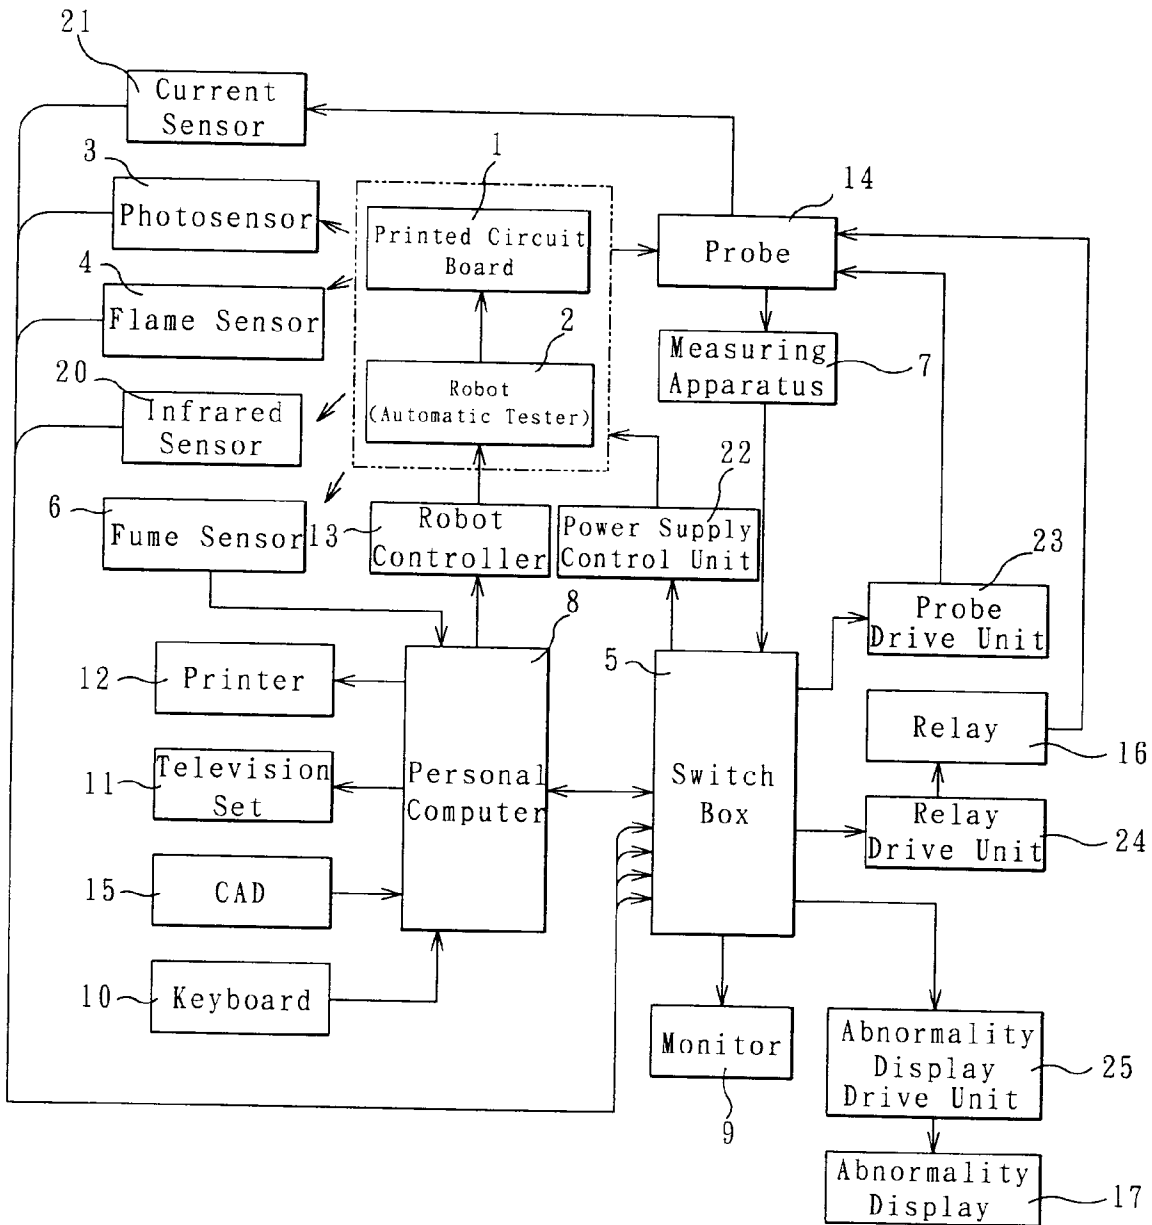 21
Current
Sensor
3
Photosensor
4
Flame Sensor
20
Infrared
Sensor
6
Fume Sensor
1
Printed Circuit
Board
2
Robot
(Automatic Tester)
14
Probe
Measuring
Apparatus
7
13
Robot
Controller
22
Power Supply
Control Unit
23
Probe
Drive Unit
8
Personal
Computer
5
Switch
Box
12
Printer
11
Television
Set
15
CAD
10
Keyboard
Relay
16
Relay
Drive Unit
24
Monitor
9
Abnormality
Display
Drive Unit
25
Abnormality
Display
17